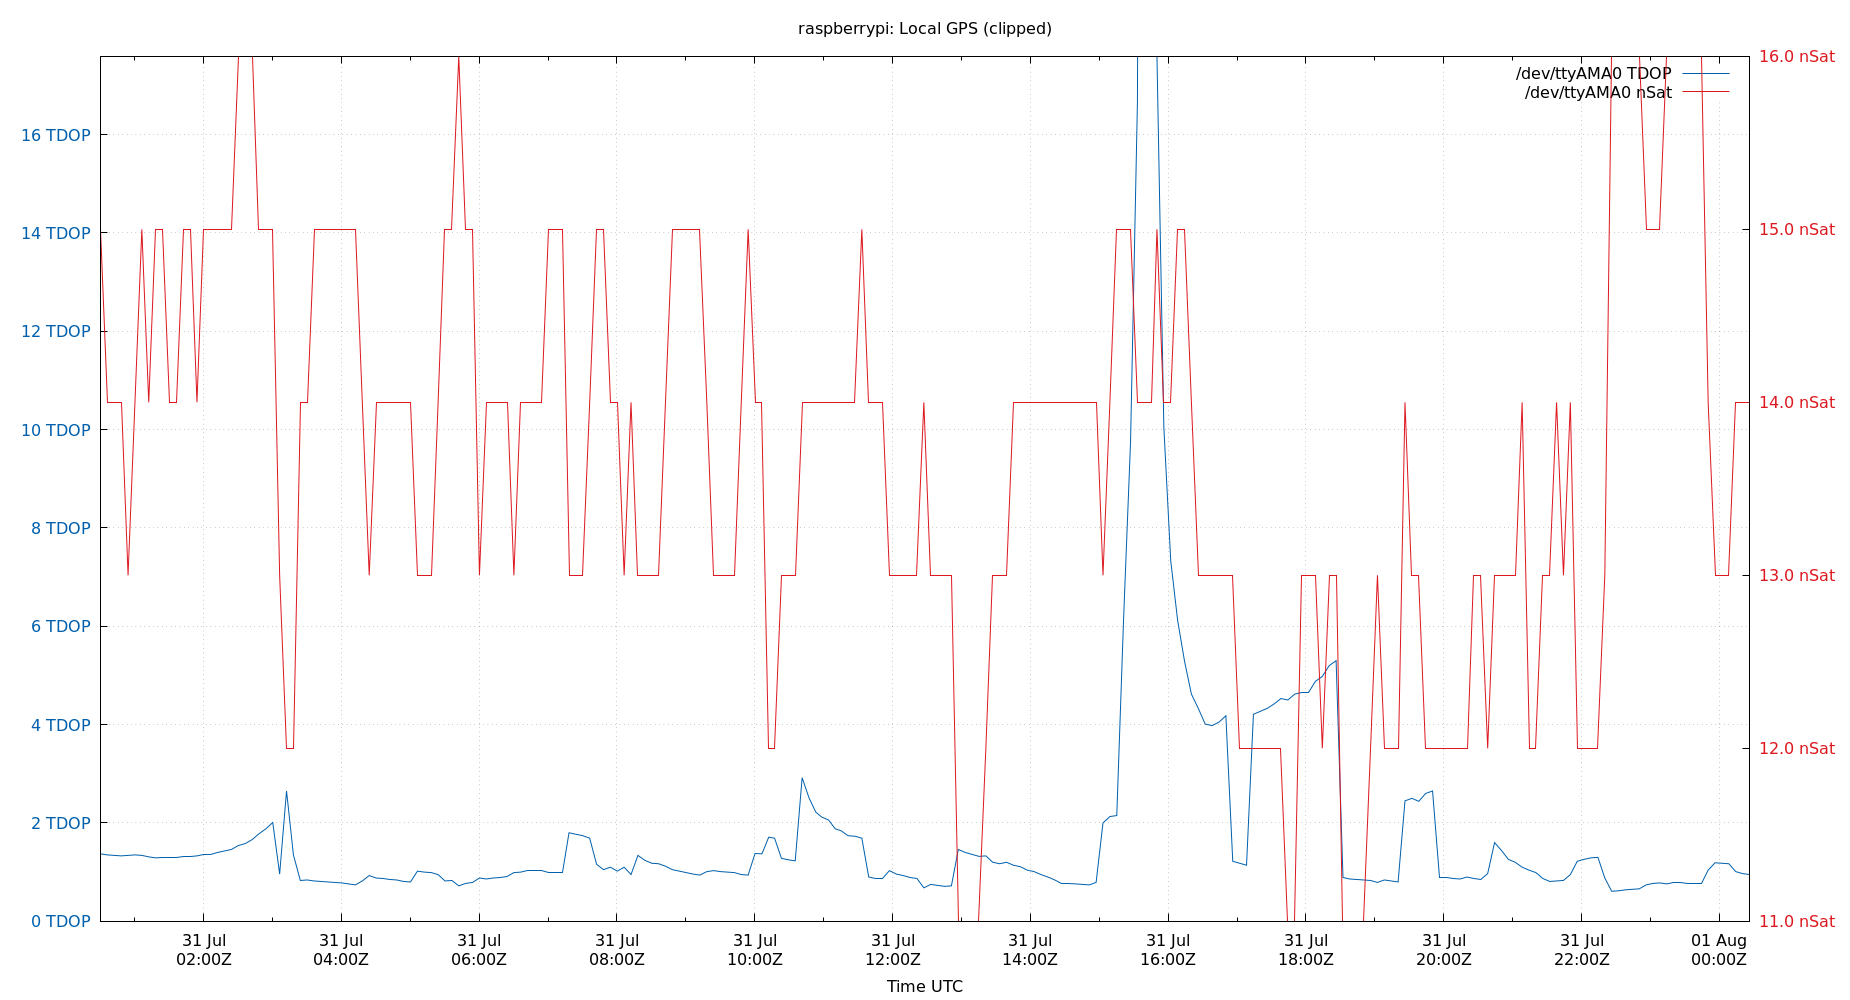 raspberrypi: Local GPS (clipped)
/dev/ttyAMA0 TDOP
/dev/ttyAMA0 nSat
16 TDOP
14 TDOP
12 TDOP
10 TDOP
8 TDOP
6 TDOP
4 TDOP
2 TDOP
0 TDOP
16.0 nSat
15.0 nSat
14.0 nSat
13.0 nSat
12.0 nSat
11.0 nSat
31 Jul
02:00Z
31 Jul
04:00Z
31 Jul
06:00Z
31 Jul
08:00Z
31 Jul
10:00Z
31 Jul
12:00Z
31 Jul
14:00Z
31 Jul
16:00Z
31 Jul
18:00Z
31 Jul
20:00Z
31 Jul
22:00Z
01 Aug
00:00Z
Time UTC